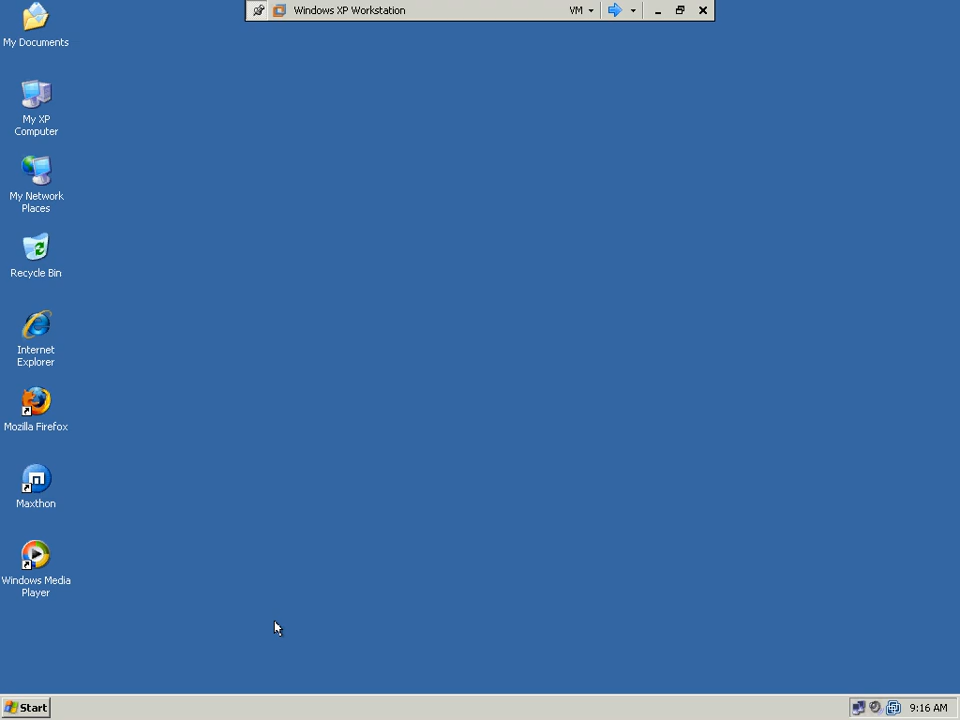 Windows XP Workstation
VM
My Documents
My XP
Computer
My Network
Places
Recycle Bin
Internet
Explorer
Mozilla Firefox
Maxthon
Windows Media
Player
Start
9:16 AM